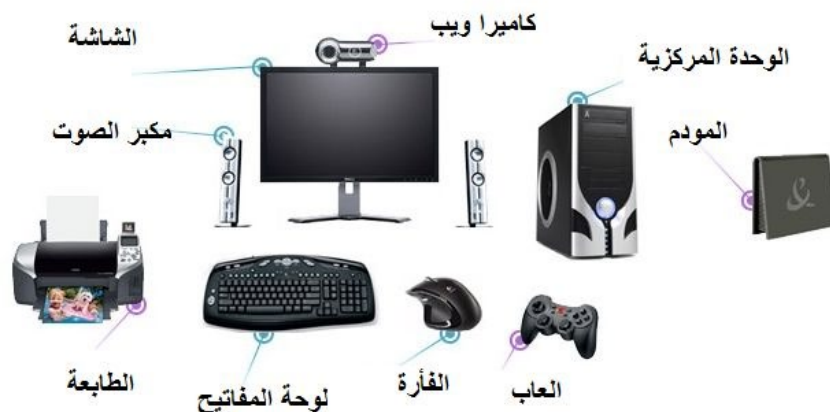 كاميرا ويب
الشاشة
الوحدة المركزية
مكبر الصوت
المودم
الطابعة
لوحة المفاتيح
الفأرة
العاب